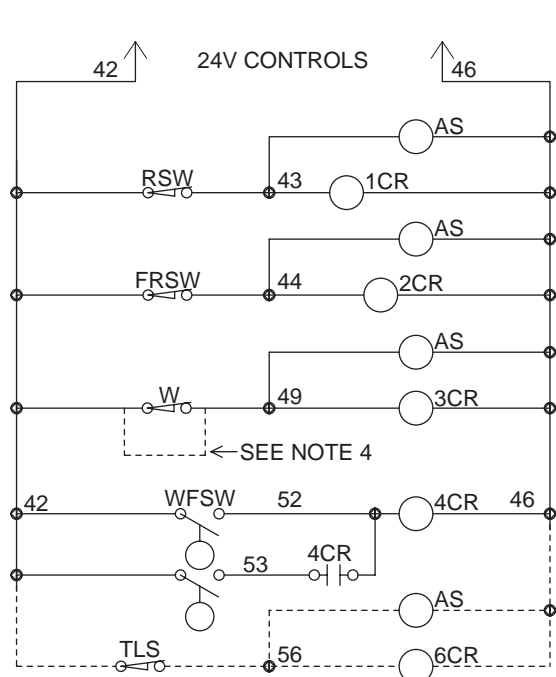 42 24V CONTROLS 46
AS
RSW 43 1CR
AS
FRSW 44 2CR
AS
W 49 3CR
SEE NOTE 4
42 WFSW 52 4CR 46
53 4CR
AS
TLS 56 6CR